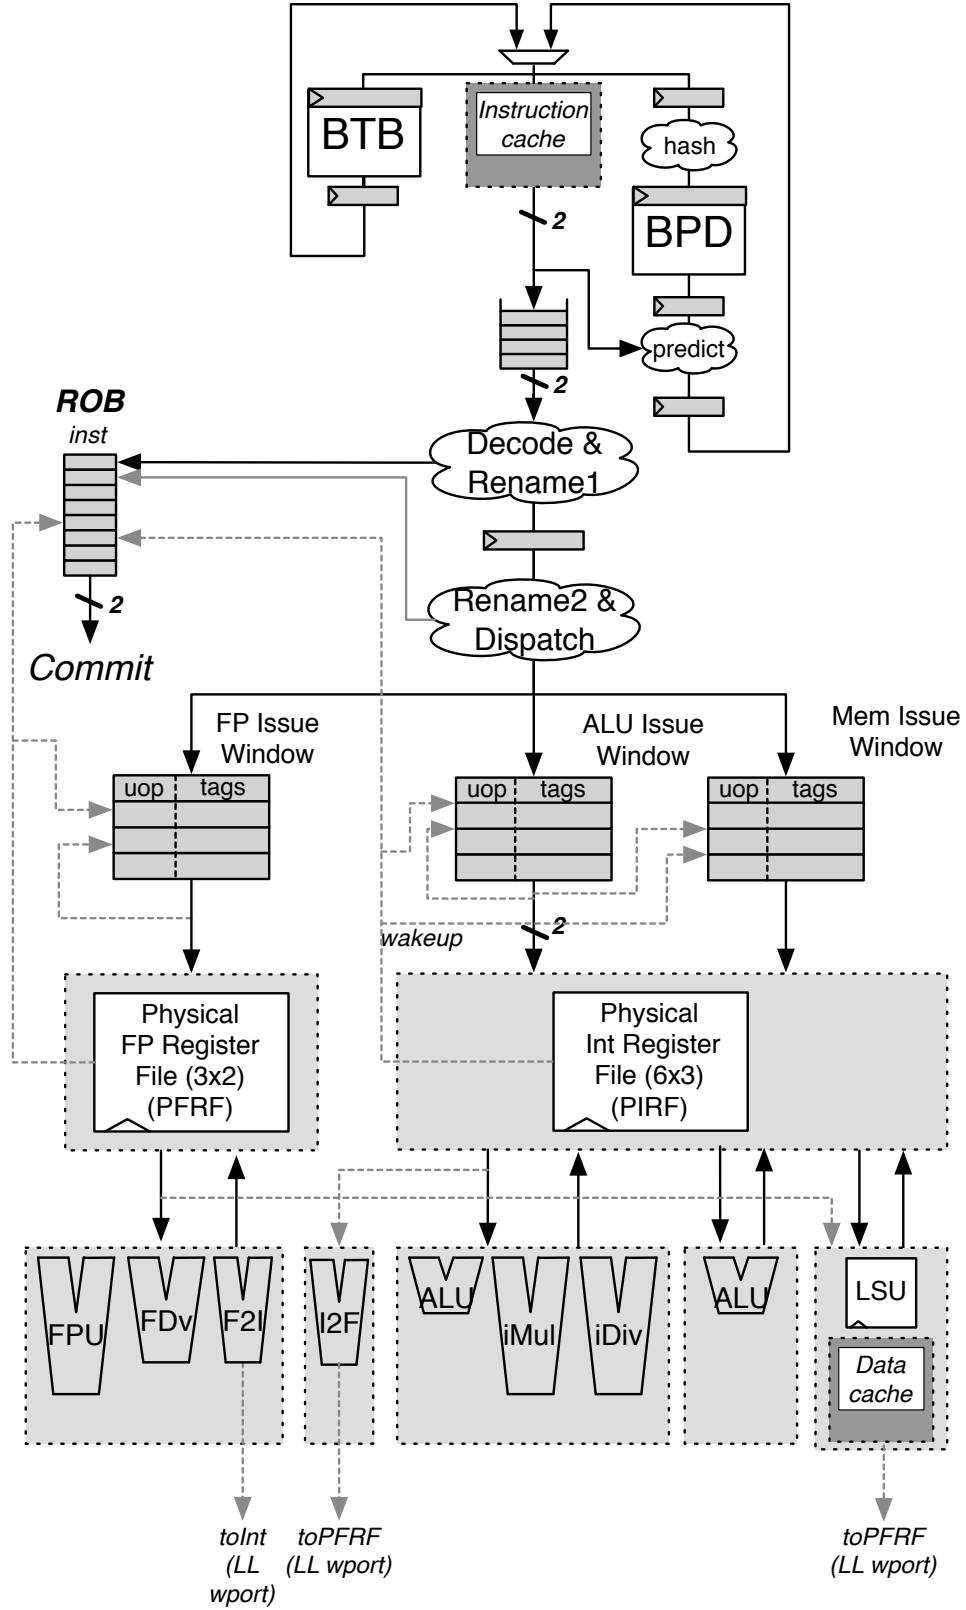 BTB
Instruction
cache
hash
2
BPD
predict
2
ROB
inst
Decode &
Rename1
2
Commit
Rename2 &
Dispatch
FP Issue
Window
ALU Issue
Window
Mem Issue
Window
uop tags
uop tags
uop tags
wakeup
2
Physical
FP Register
File (3x2)
(PFRF)
Physical
Int Register
File (6x3)
(PIRF)
FPU
FDv
F2I
I2F
ALU
iMul
iDiv
ALU
LSU
Data
cache
toInt
(LL
wport)
toPFRF
(LL wport)
toPFRF
(LL wport)